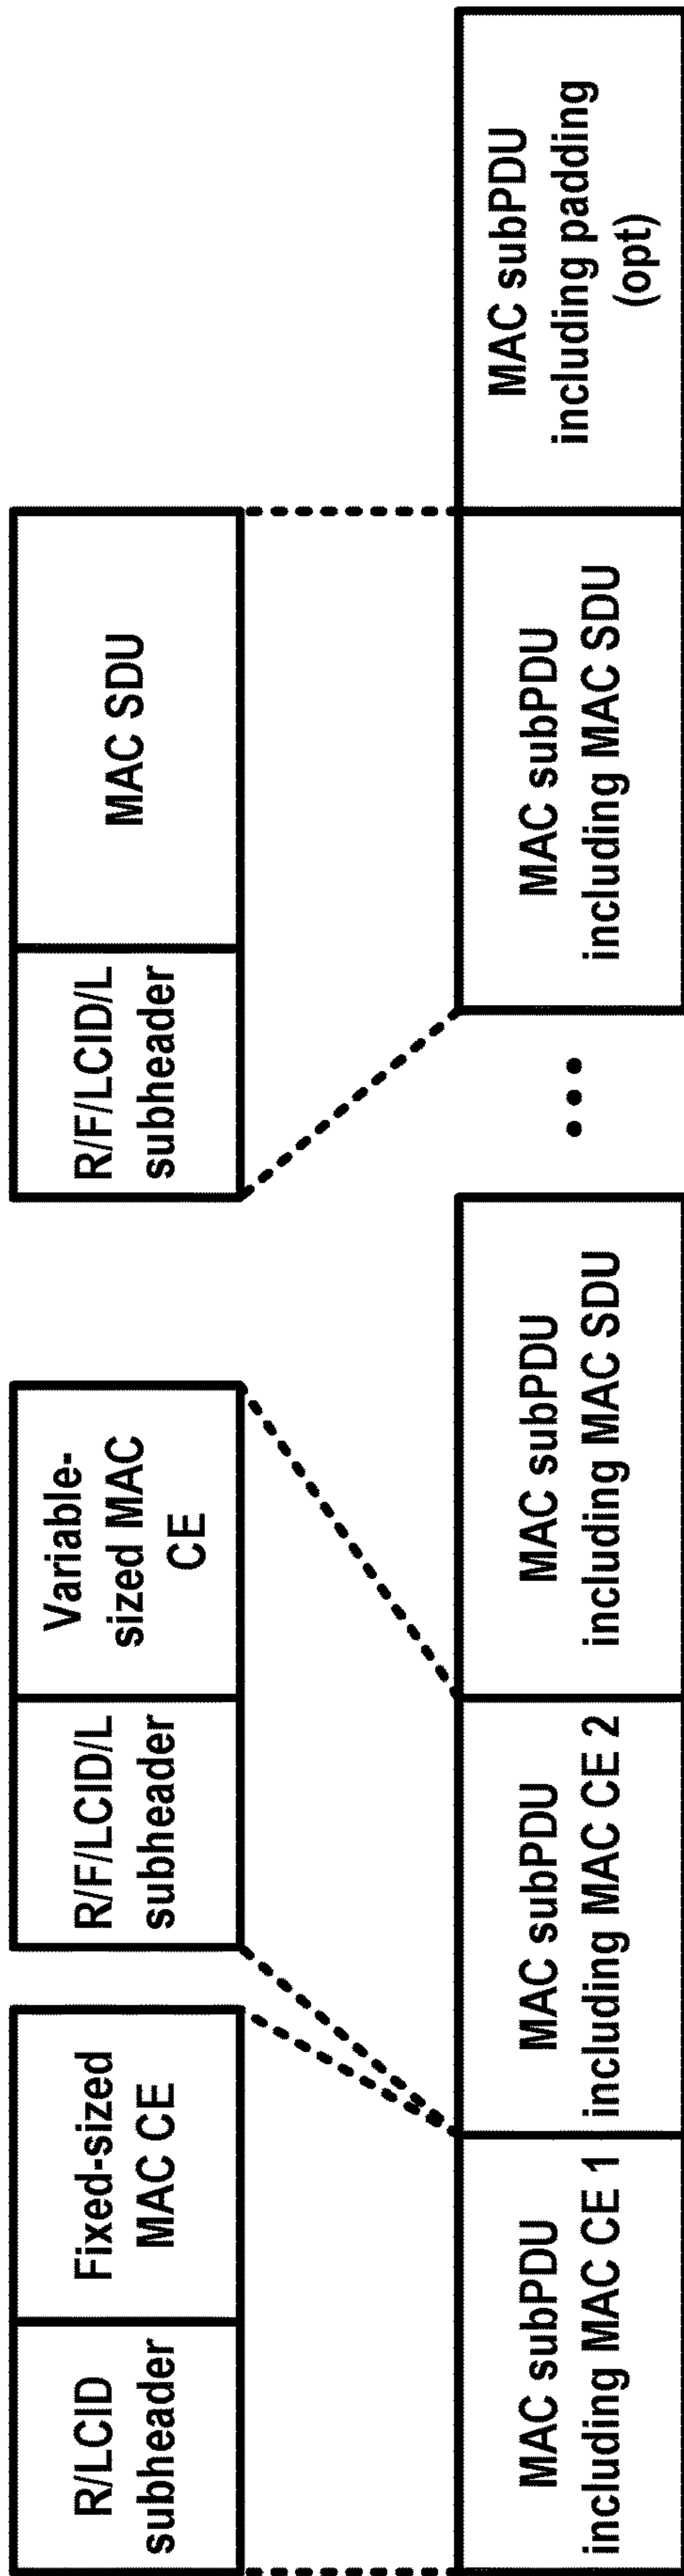 R/LCID
subheader
Fixed-sized
MAC CE
R/F/LCID/L
subheader
Variable-
sized MAC
CE
R/F/LCID/L
subheader
MAC SDU
MAC subPDU
including MAC CE 1
MAC subPDU
including MAC CE 2
MAC subPDU
including MAC SDU
...
MAC subPDU
including MAC SDU
MAC subPDU
including padding
(opt)